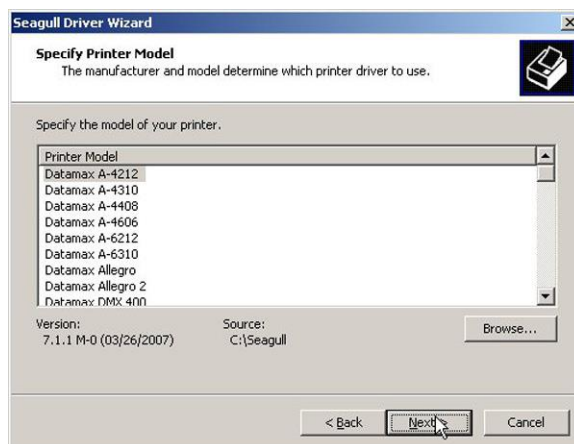 Seagull Driver Wizard
Specify Printer Model
The manufacturer and model determine which printer driver to use.
Specify the model of your printer.
Printer Model
Datamax A-4212
Datamax A-4310
Datamax A-4408
Datamax A-4606
Datamax A-6212
Datamax A-6310
Datamax Allegro
Datamax Allegro 2
Datamax DMX 400
Version: Source:
7.1.1 M-0 (03/26/2007) C:\Seagull
Browse...
< Back Next > Cancel